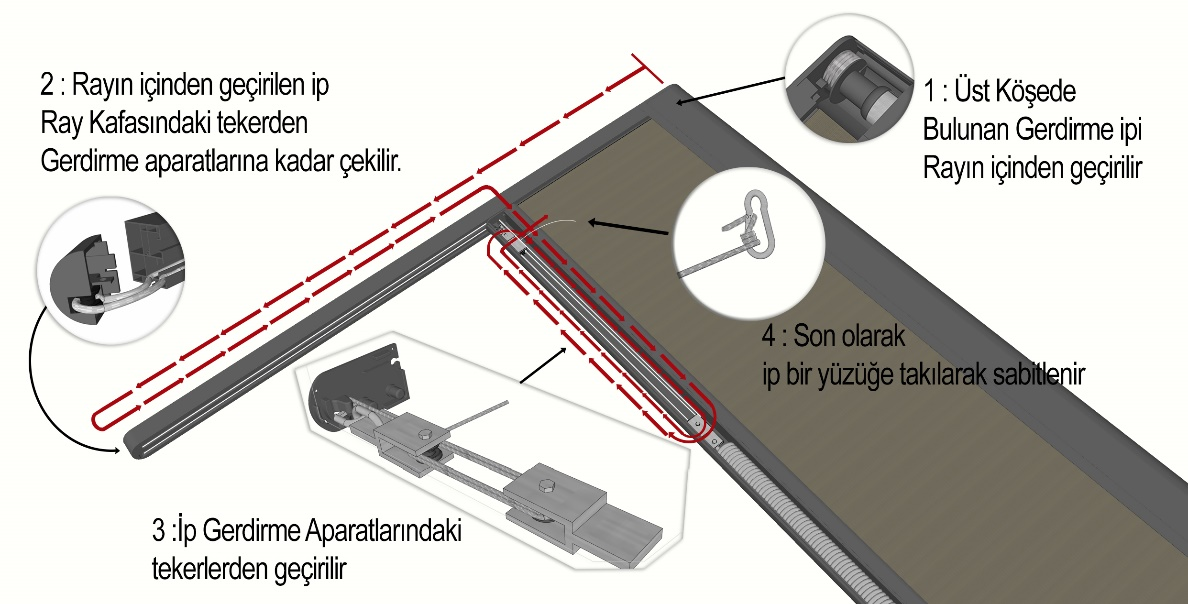 2 : Rayın içinden geçirilen ip
Ray Kafasındaki tekerden
Gerdirme aparatlarına kadar çekilir.
1 : Üst Köşede
Bulunan Gerdirme ipi
Rayın içinden geçirilir
4 : Son olarak
ip bir yüzüğe takılarak sabitlenir
3 :İp Gerdirme Aparatlarındaki
tekerlerden geçirilir